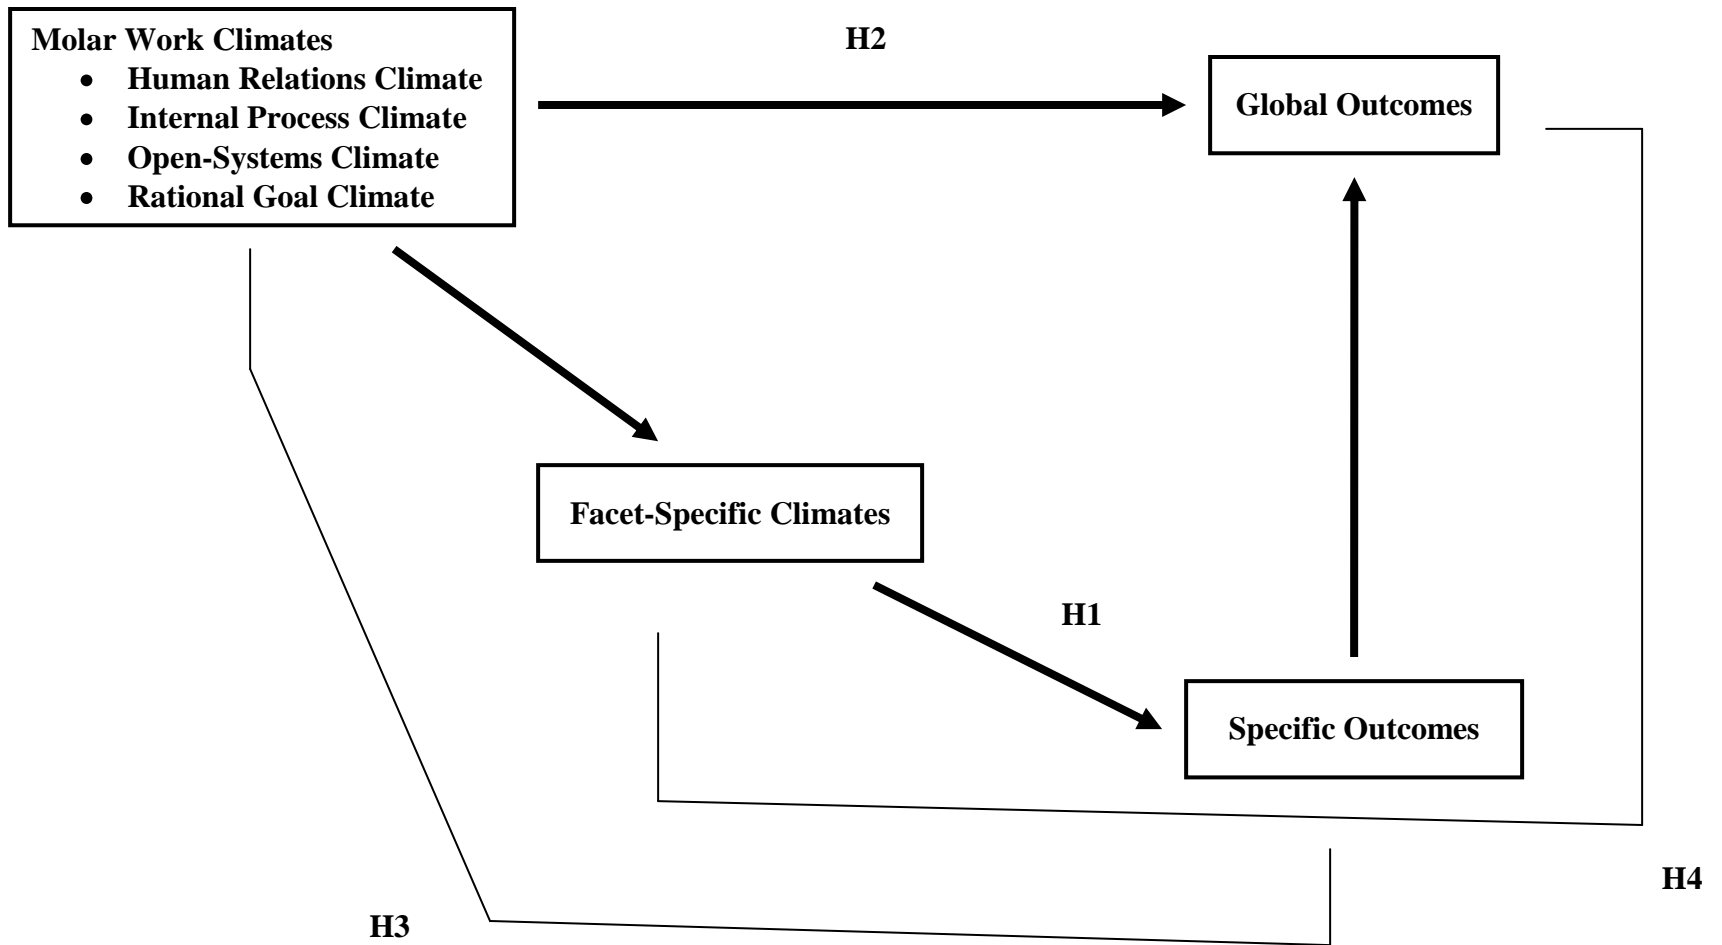 Molar Work Climates
• Human Relations Climate
• Internal Process Climate
• Open-Systems Climate
• Rational Goal Climate
H2
Global Outcomes
Facet-Specific Climates
H1
Specific Outcomes
H4
H3